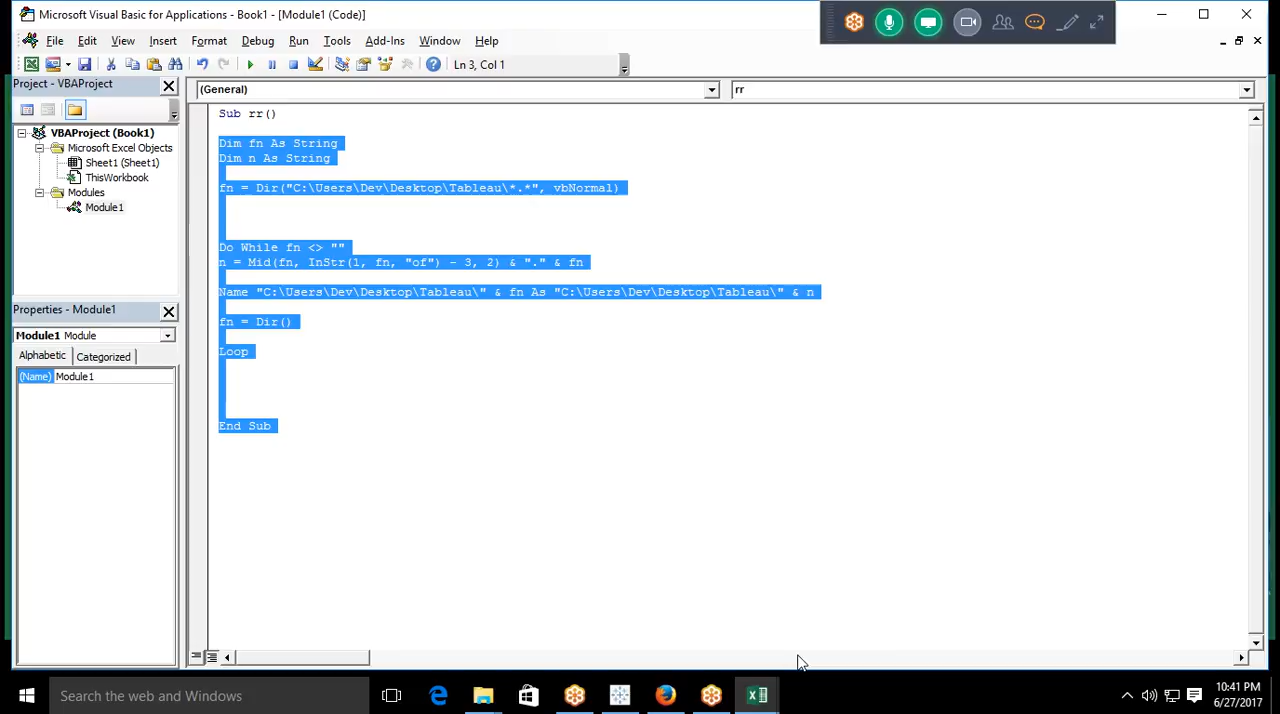 Microsoft Visual Basic for Applications - Book1 - [Module1 (Code)]
File Edit View Insert Format Debug Run Tools Add-Ins Window Help
Ln 3, Col 1
Project - VBAProject
(General)
rr
VBAProject (Book1)
Microsoft Excel Objects
Sheet1 (Sheet1)
ThisWorkbook
Modules
Module1
Properties - Module1
Module1 Module
Alphabetic Categorized
(Name) Module1
Sub rr()
Dim fn As String
Dim n As String
fn = Dir("C:\Users\Dev\Desktop\Tableau\*.*", vbNormal)
Do While fn <> ""
n = Mid(fn, InStr(1, fn, "of") - 3, 2) & "." & fn
Name "C:\Users\Dev\Desktop\Tableau\" & fn As "C:\Users\Dev\Desktop\Tableau\" & n
fn = Dir()
Loop
End Sub
Search the web and Windows
10:41 PM
6/27/2017